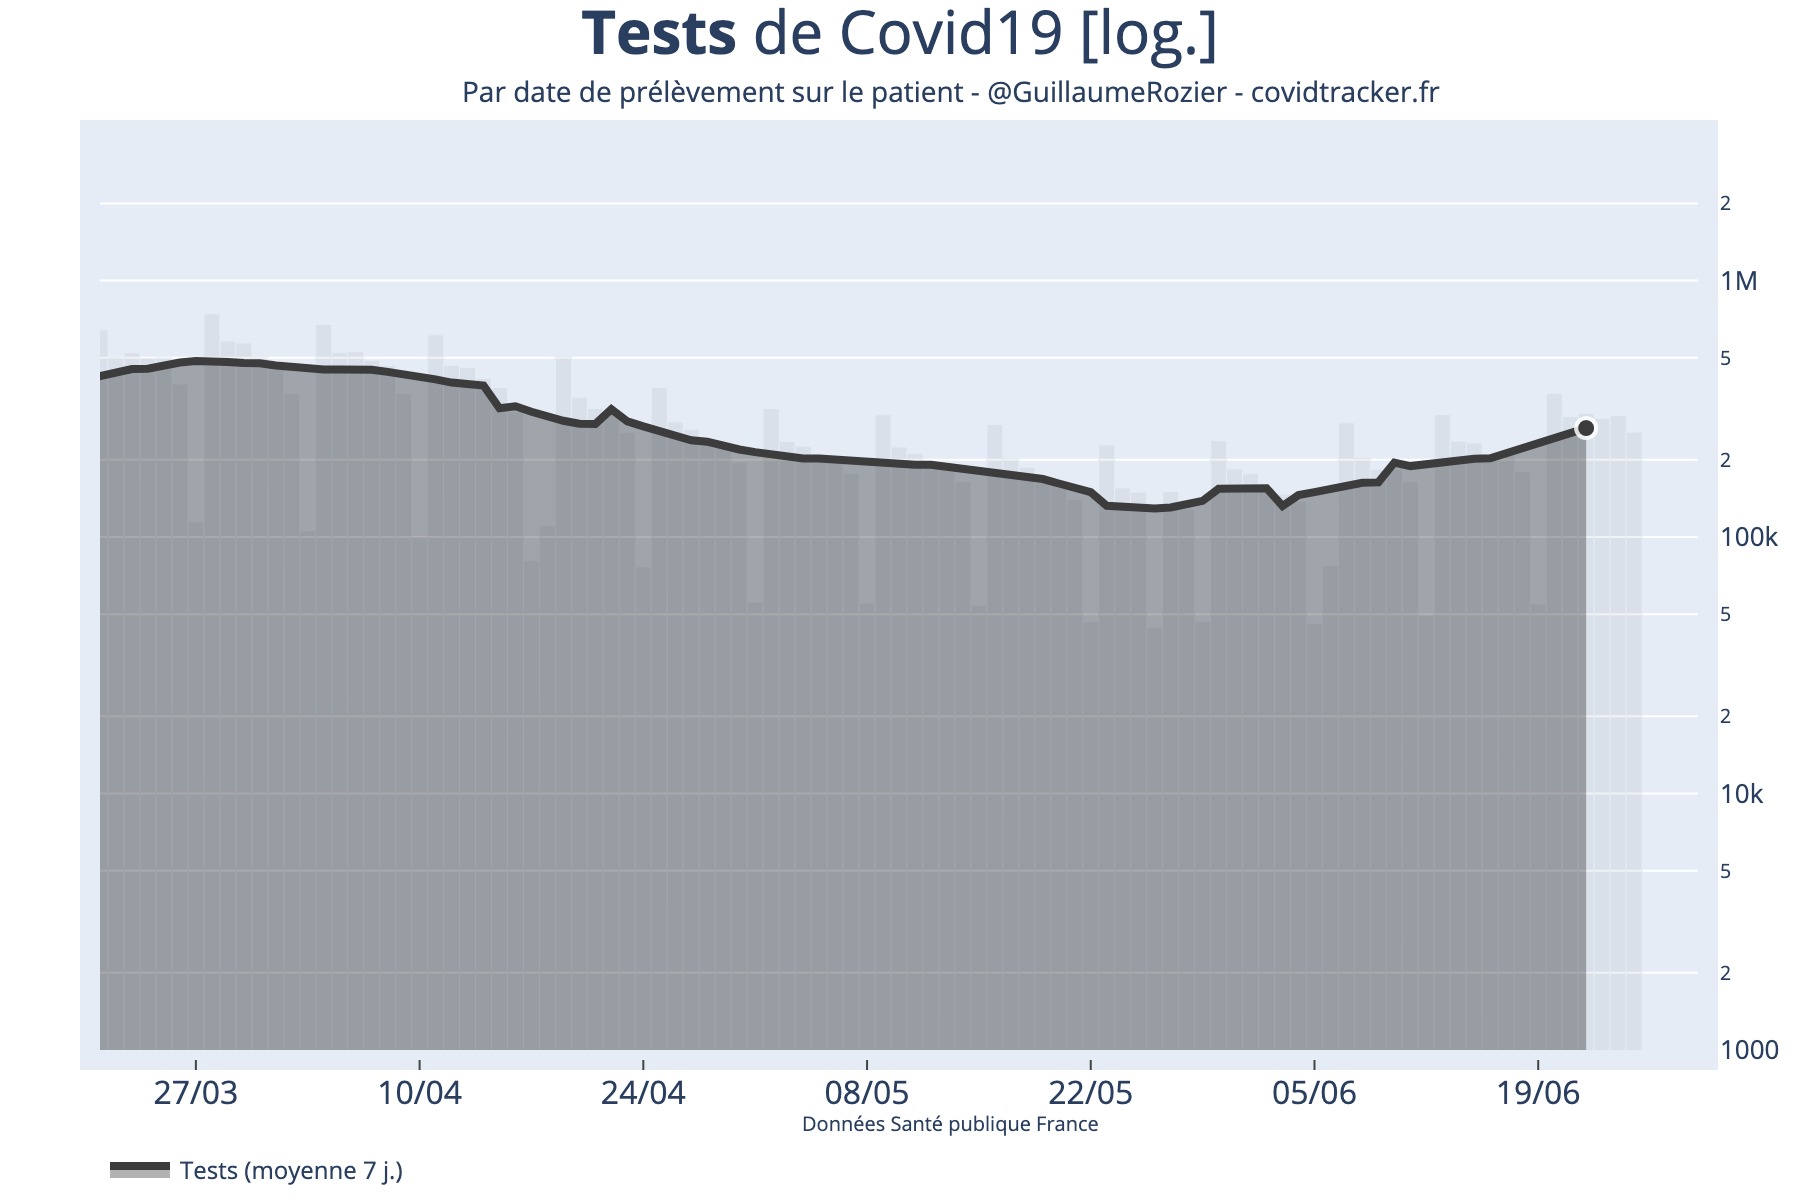 Tests de Covid19 [log.]
Par date de prélèvement sur le patient - @GuillaumeRozier - covidtracker.fr
2
1M
5
2
100k
5
2
10k
5
2
1000
27/03 10/04 24/04 08/05 22/05 05/06 19/06
Données Santé publique France
Tests (moyenne 7 j.)